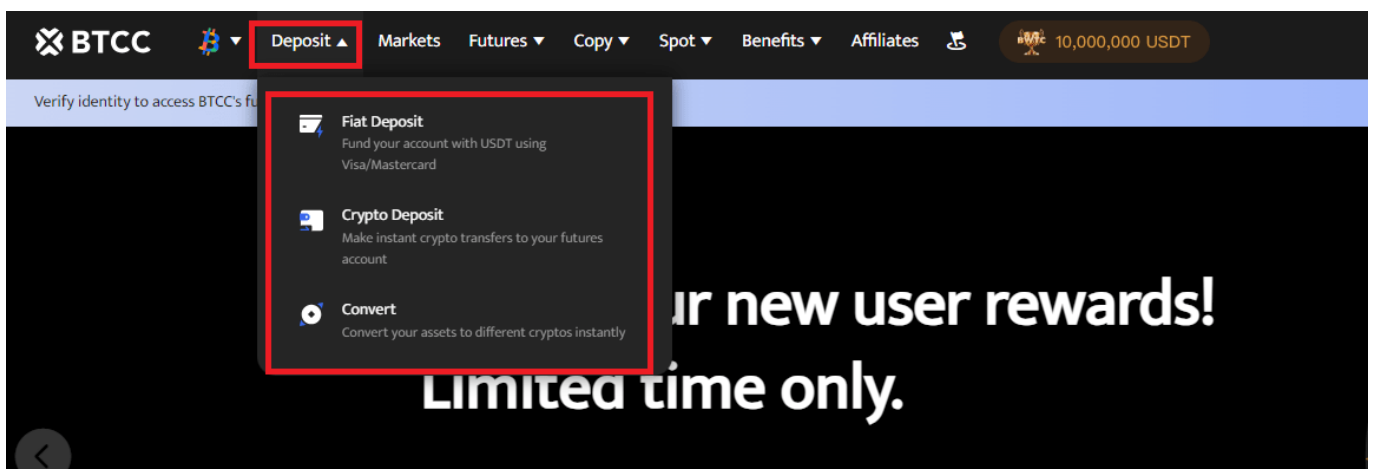 BTCC
Deposit
Markets
Futures
Copy
Spot
Benefits
Affiliates
10,000,000 USDT
Verify identity to access BTCC's
Fiat Deposit
Fund your account with USDT using
Visa/Mastercard
Crypto Deposit
Make instant crypto transfers to your futures
account
Convert
Convert your assets to different cryptos instantly
new user rewards!
Limited time only.